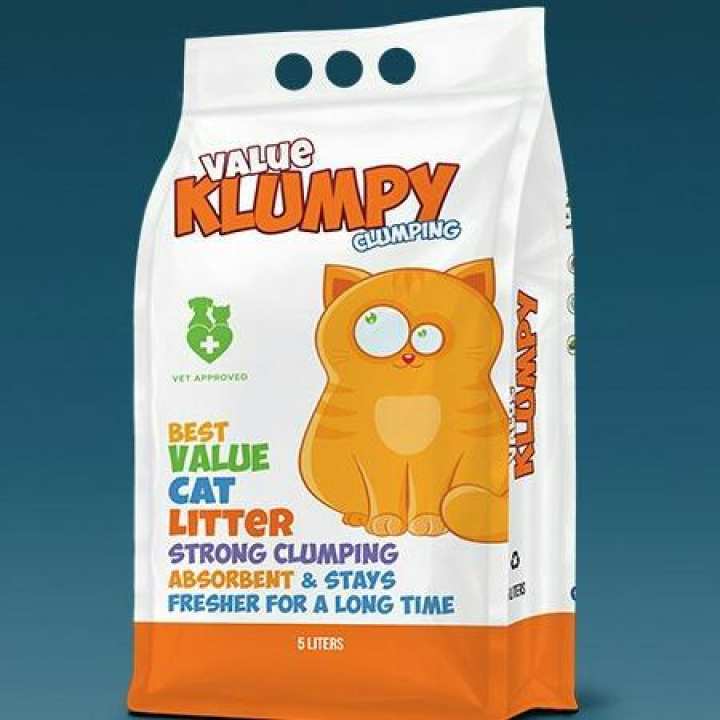 VALUE
KLUMPY
CLUMPING
VET APPROVED
BEST
VALUE
CAT
LITTER
STRONG CLUMPING
ABSORBENT & STAYS
FRESHER FOR A LONG TIME
5 LITERS
VALUE
KLUMPY